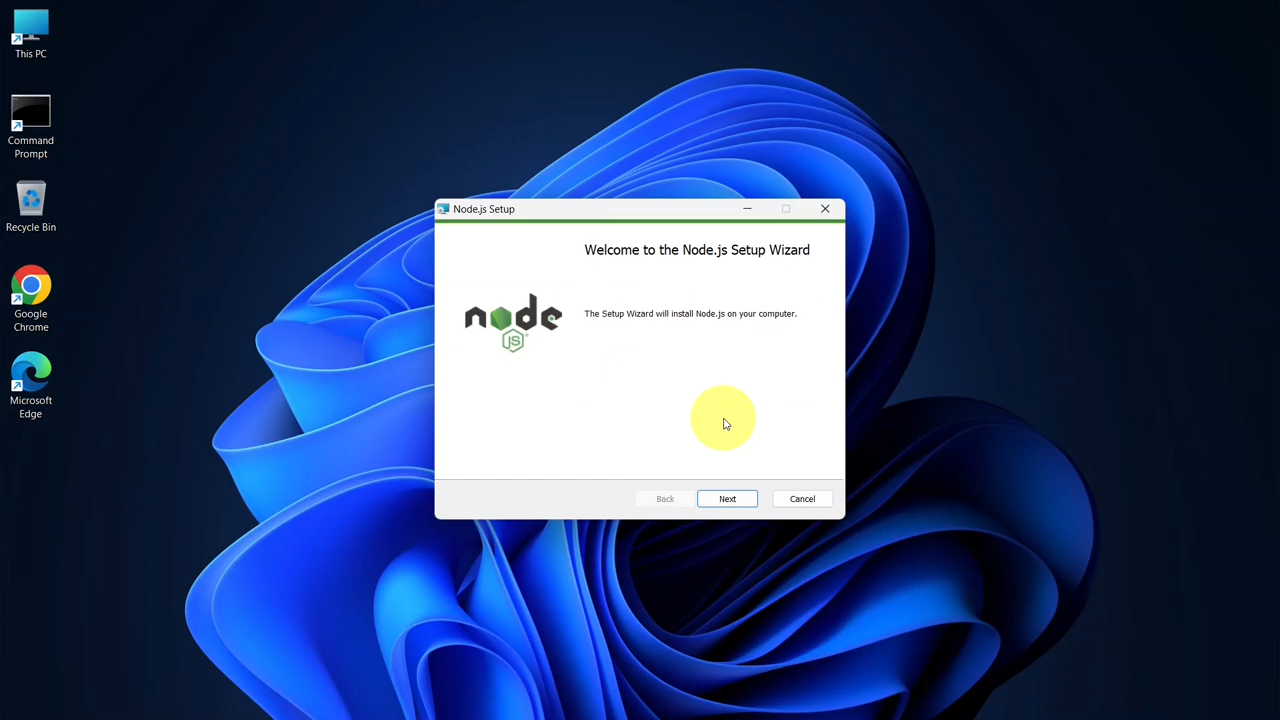 This PC
Command
Prompt
Recycle Bin
Google
Chrome
Microsoft
Edge
Node.js Setup
Welcome to the Node.js Setup Wizard
node
JS
The Setup Wizard will install Node.js on your computer.
Back
Next
Cancel